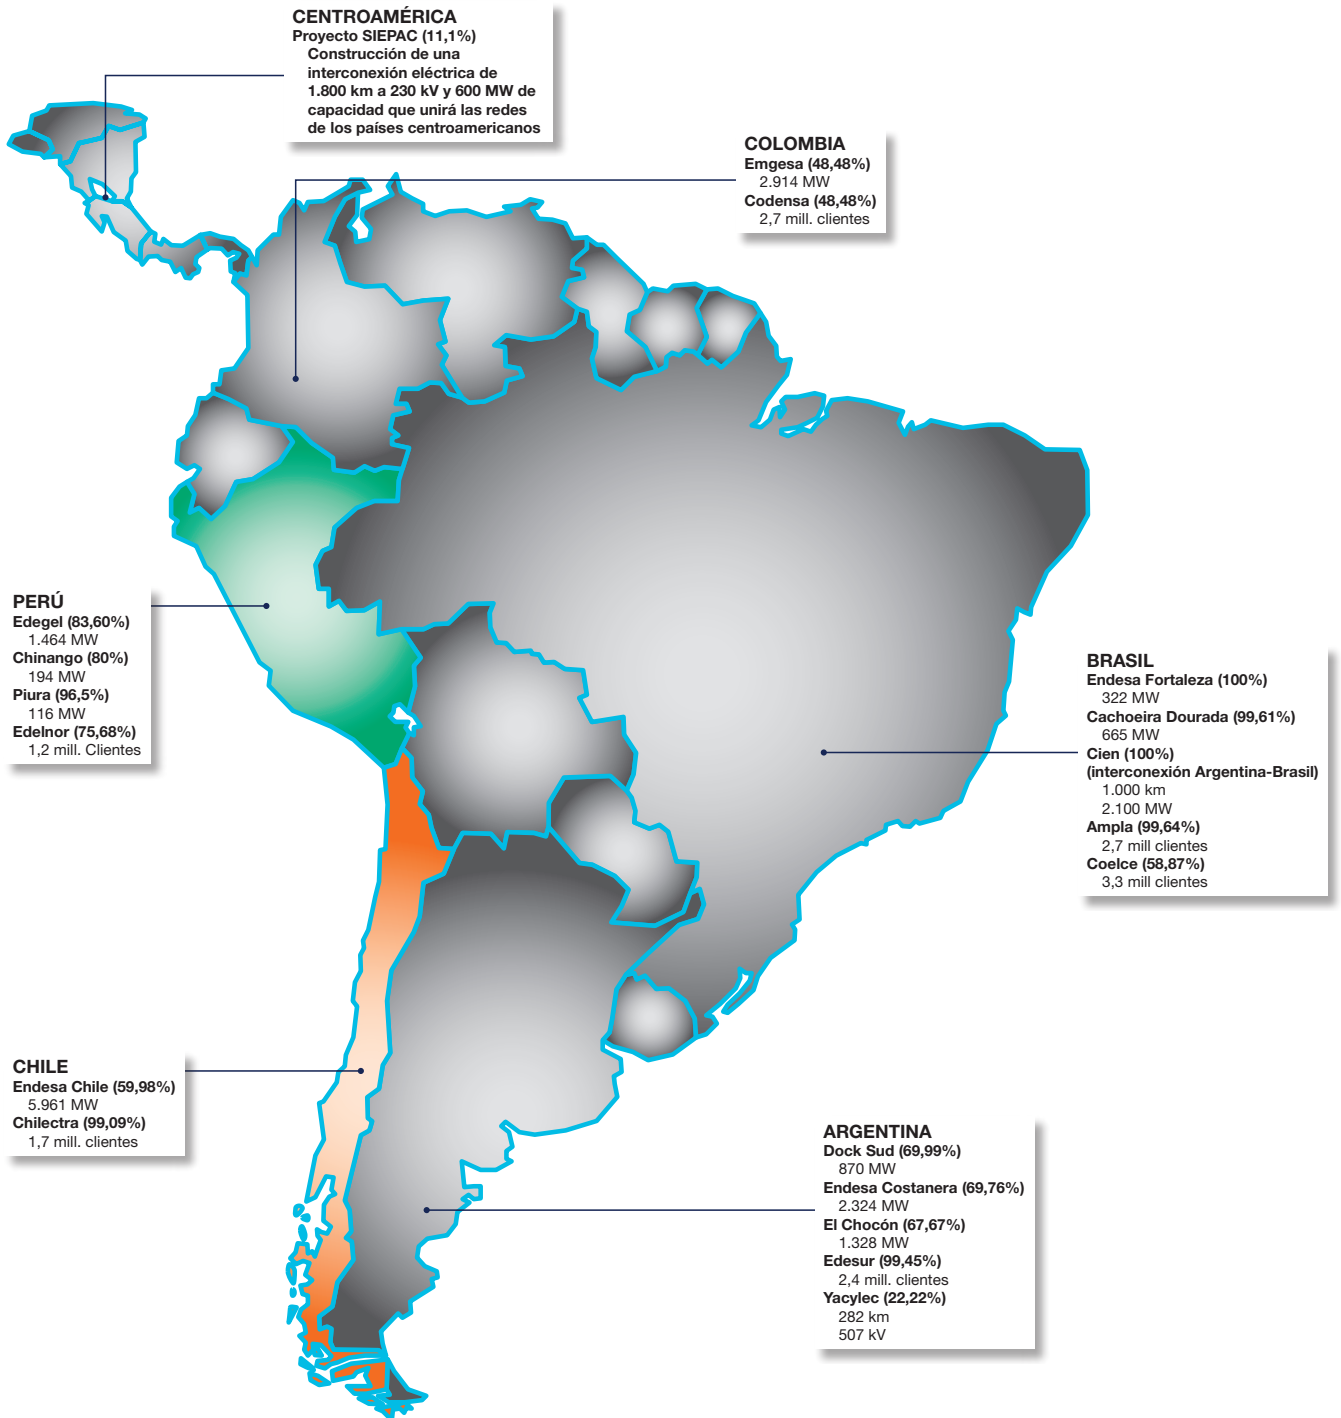 CENTROAMÉRICA
Proyecto SIEPAC (11,1%)
Construcción de una
interconexión eléctrica de
1.800 km a 230 kV y 600 MW de
capacidad que unirá las redes
de los países centroamericanos
COLOMBIA
Emgesa (48,48%)
2.914 MW
Codensa (48,48%)
2,7 mill. clientes
PERÚ
Edegel (83,60%)
1.464 MW
Chinango (80%)
194 MW
Piura (96,5%)
116 MW
Edelnor (75,68%)
1,2 mill. Clientes
BRASIL
Endesa Fortaleza (100%)
322 MW
Cachoeira Dourada (99,61%)
665 MW
Cien (100%)
(interconexión Argentina-Brasil)
1.000 km
2.100 MW
Ampla (99,64%)
2,7 mill clientes
Coelce (58,87%)
3,3 mill clientes
CHILE
Endesa Chile (59,98%)
5.961 MW
Chilectra (99,09%)
1,7 mill. clientes
ARGENTINA
Dock Sud (69,99%)
870 MW
Endesa Costanera (69,76%)
2.324 MW
El Chocón (67,67%)
1.328 MW
Edesur (99,45%)
2,4 mill. clientes
Yacylec (22,22%)
282 km
507 kV